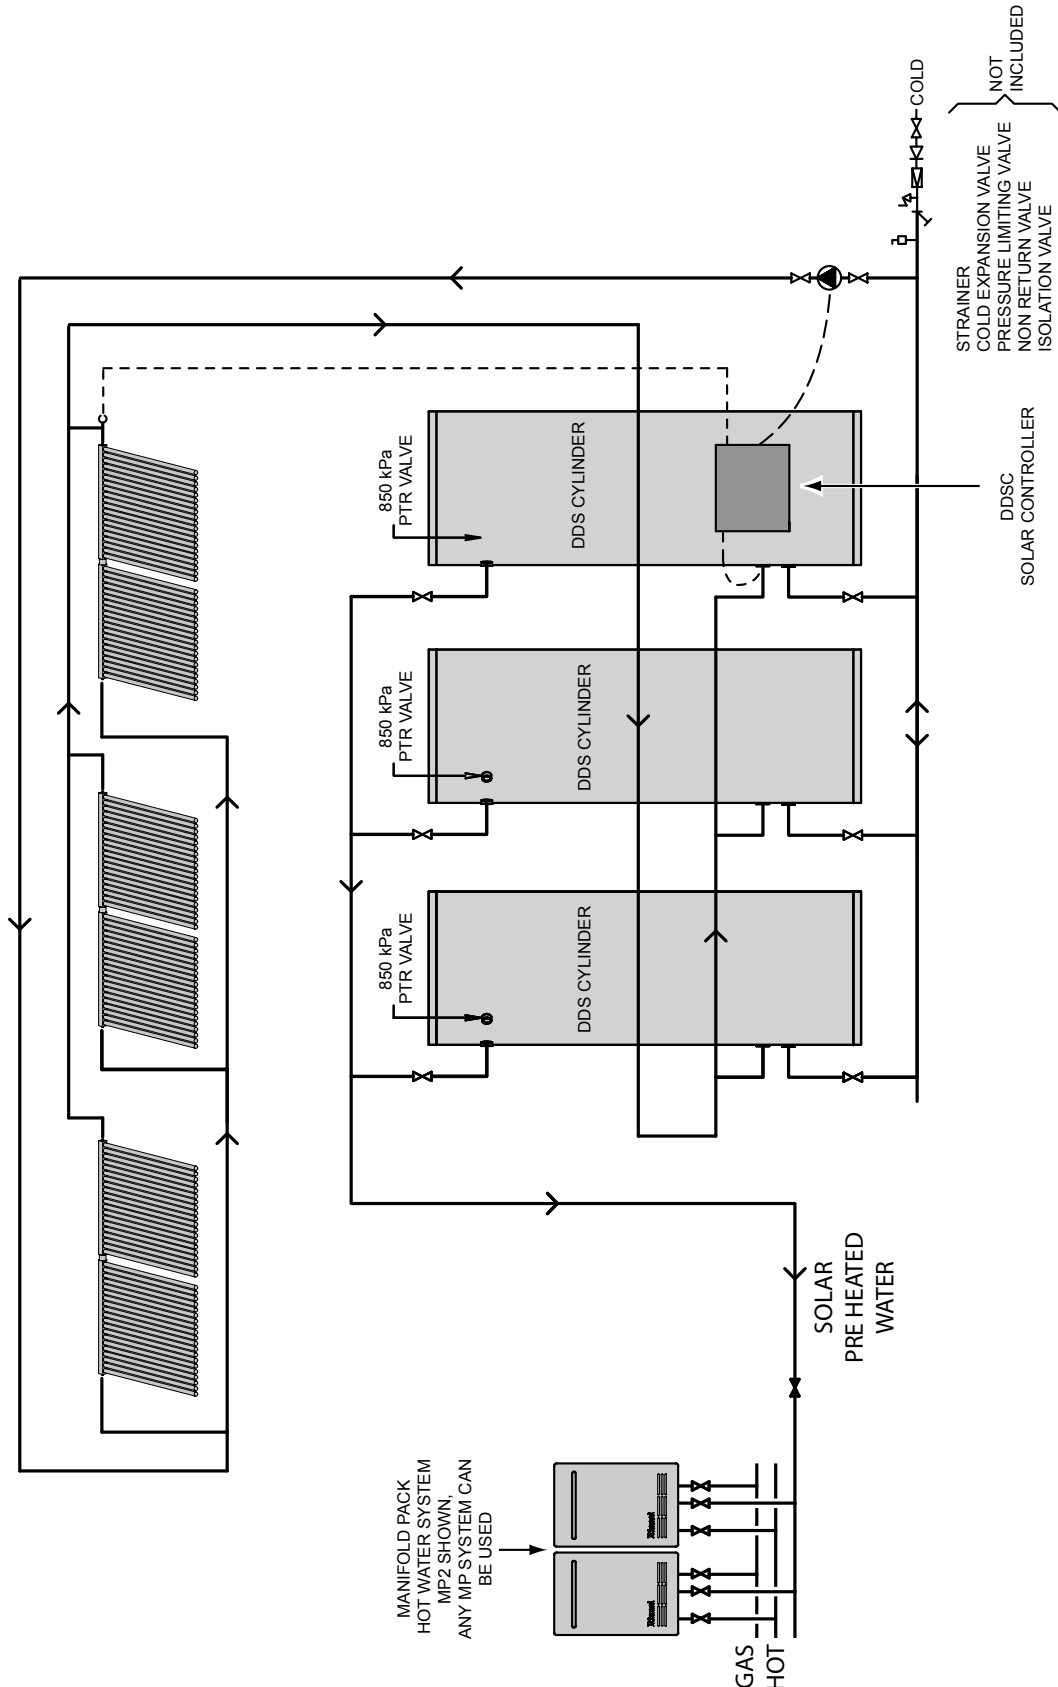 COLD
NOT
INCLUDED
STRAINER
COLD EXPANSION VALVE
PRESSURE LIMITING VALVE
NON RETURN VALVE
ISOLATION VALVE
850 kPa
PTR VALVE
DDS CYLINDER
DDSC
SOLAR CONTROLLER
850 kPa
PTR VALVE
DDS CYLINDER
850 kPa
PTR VALVE
DDS CYLINDER
SOLAR
PRE HEATED
WATER
MANIFOLD PACK
HOT WATER SYSTEM
MP2 SHOWN,
ANY MP SYSTEM CAN
BE USED
Rinnai
Rinnai
GAS
HOT